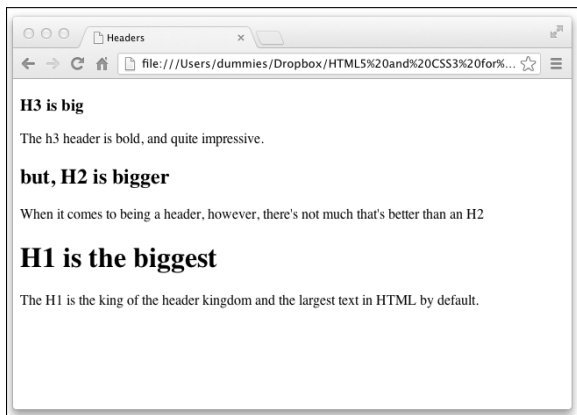 Headers
file:///Users/dummies/Dropbox/HTML5%20and%20CSS3%20for%...
H3 is big
The h3 header is bold, and quite impressive.
but, H2 is bigger
When it comes to being a header, however, there's not much that's better than an H2
H1 is the biggest
The H1 is the king of the header kingdom and the largest text in HTML by default.